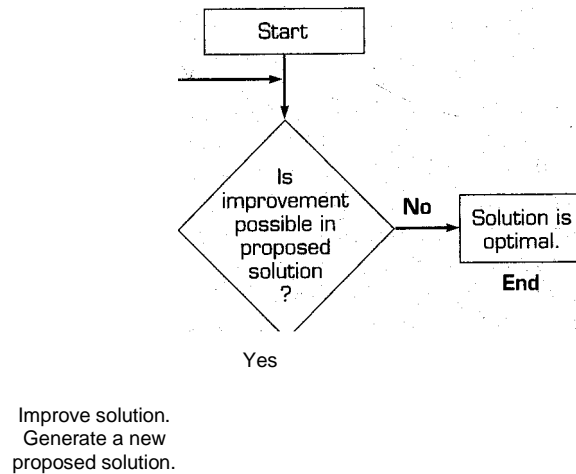 Start
Is
improvement
possible in
proposed
solution
?
No
Solution is
optimal.
End
Yes
Improve solution.
Generate a new
proposed solution.